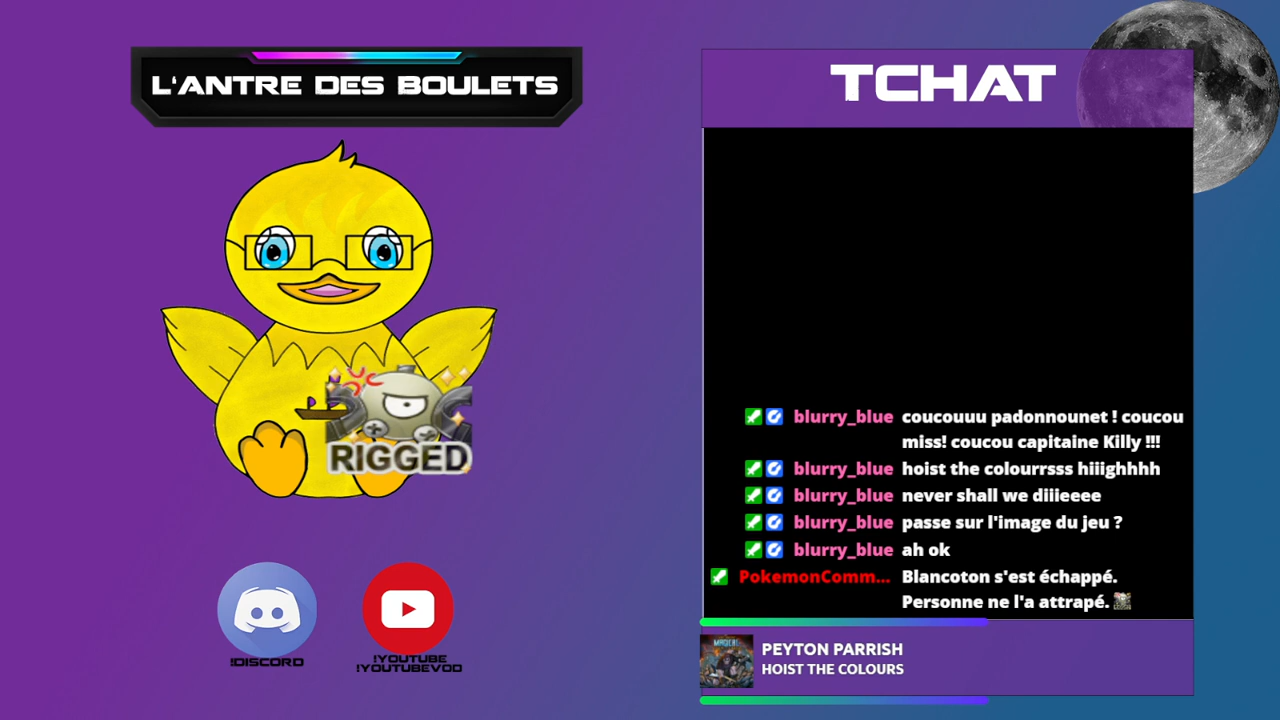 L'ANTRE DES BOULETS
TCHAT
RIGGED
blurry_blue coucouuu padonnounet ! coucou
miss! coucou capitaine Killy !!!
blurry_blue hoist the colourrsss hiiighhhh
blurry_blue never shall we diiieeee
blurry_blue passe sur l'image du jeu ?
blurry_blue ah ok
PokemonComm... Blancoton s'est échappé.
Personne ne l'a attrapé.
!DISCORD
!YOUTUBE
!YOUTUBEVOD
PEYTON PARRISH
HOIST THE COLOURS